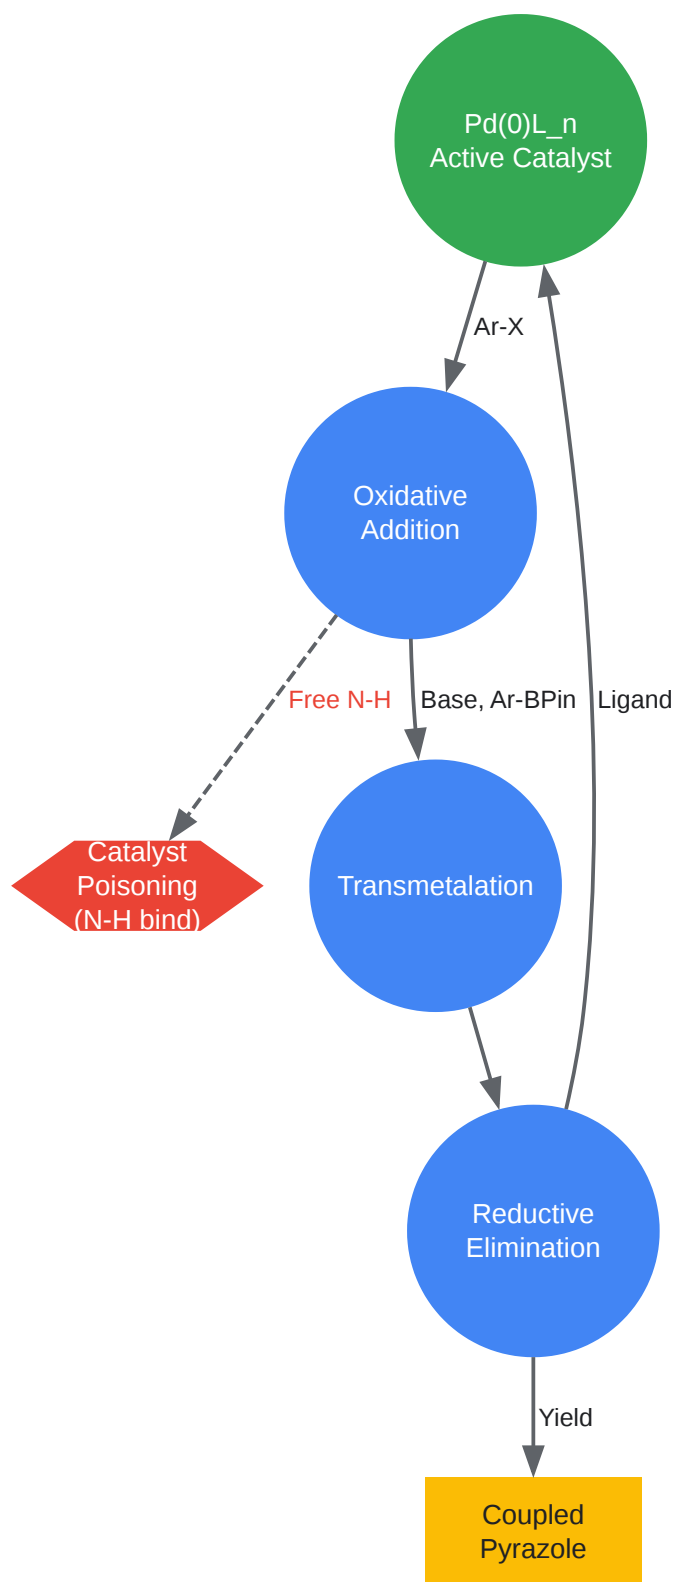 Pd(0)L_n
Active Catalyst
Ar-X
Oxidative
Addition
Free N-H
Base, Ar-BPin
Ligand
Catalyst
Poisoning
(N-H bind)
Transmetalation
Reductive
Elimination
Yield
Coupled
Pyrazole